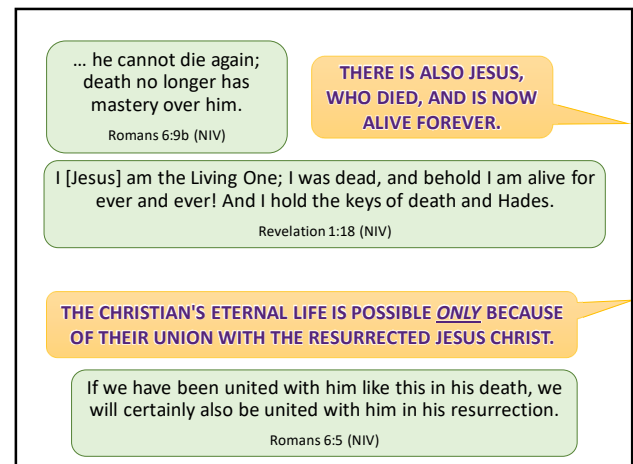 ... he cannot die again;
death no longer has
mastery over him.
Romans 6:9b (NIV)
THERE IS ALSO JESUS,
WHO DIED, AND IS NOW
ALIVE FOREVER.
I [Jesus] am the Living One; I was dead, and behold I am alive for
ever and ever! And I hold the keys of death and Hades.
Revelation 1:18 (NIV)
THE CHRISTIAN'S ETERNAL LIFE IS POSSIBLE ONLY BECAUSE
OF THEIR UNION WITH THE RESURRECTED JESUS CHRIST.
If we have been united with him like this in his death, we
will certainly also be united with him in his resurrection.
Romans 6:5 (NIV)